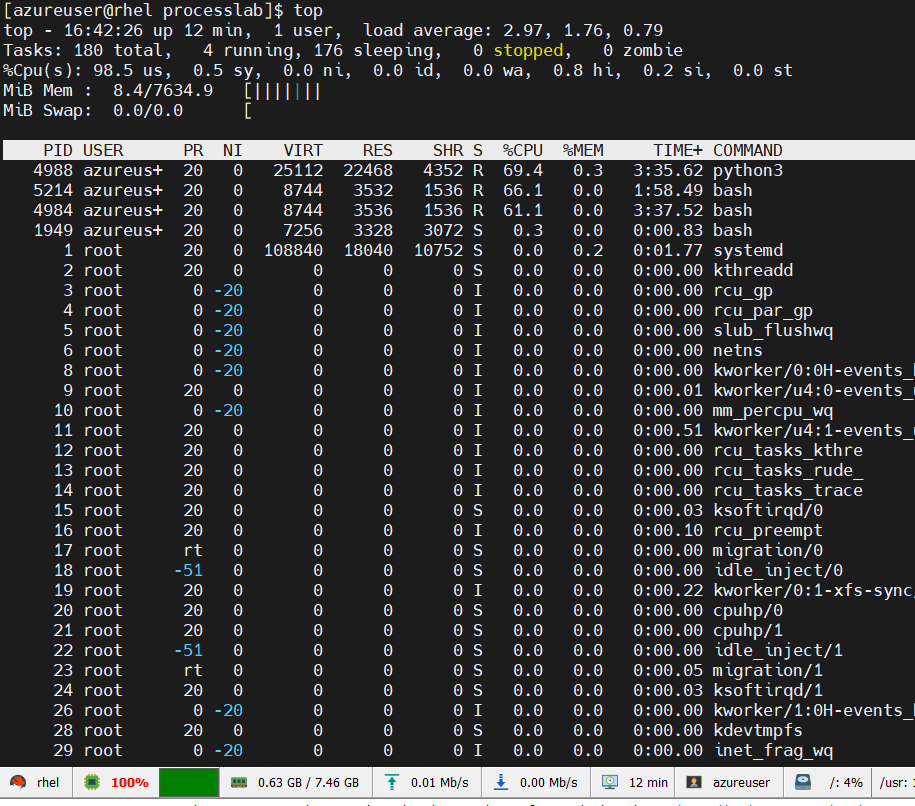 [azureuser@rhel processlab]$ top
top - 16:42:26 up 12 min,  1 user,  load average: 2.97, 1.76, 0.79
Tasks: 180 total,   4 running, 176 sleeping,   0 stopped,   0 zombie
%Cpu(s): 98.5 us,  0.5 sy,  0.0 ni,  0.0 id,  0.0 wa,  0.8 hi,  0.2 si,  0.0 st
MiB Mem :  8.4/7634.9   [|||||||
MiB Swap:  0.0/0.0      [
PID USER PR NI VIRT RES SHR S %CPU %MEM TIME+ COMMAND
4988 azureus+ 20 0 25112 22468 4352 R 69.4 0.3 3:35.62 python3
5214 azureus+ 20 0 8744 3532 1536 R 66.1 0.0 1:58.49 bash
4984 azureus+ 20 0 8744 3536 1536 R 61.1 0.0 3:37.52 bash
1949 azureus+ 20 0 7256 3328 3072 S 0.3 0.0 0:00.83 bash
1 root 20 0 108840 18040 10752 S 0.0 0.2 0:01.77 systemd
2 root 20 0 0 0 0 S 0.0 0.0 0:00.00 kthreadd
3 root 0 -20 0 0 0 I 0.0 0.0 0:00.00 rcu_gp
4 root 0 -20 0 0 0 I 0.0 0.0 0:00.00 rcu_par_gp
5 root 0 -20 0 0 0 I 0.0 0.0 0:00.00 slub_flushwq
6 root 0 -20 0 0 0 I 0.0 0.0 0:00.00 netns
8 root 0 -20 0 0 0 I 0.0 0.0 0:00.00 kworker/0:0H-events_
9 root 20 0 0 0 0 I 0.0 0.0 0:00.01 kworker/u4:0-events_
10 root 0 -20 0 0 0 I 0.0 0.0 0:00.00 mm_percpu_wq
11 root 20 0 0 0 0 I 0.0 0.0 0:00.51 kworker/u4:1-events_
12 root 20 0 0 0 0 I 0.0 0.0 0:00.00 rcu_tasks_kthre
13 root 20 0 0 0 0 I 0.0 0.0 0:00.00 rcu_tasks_rude_
14 root 20 0 0 0 0 I 0.0 0.0 0:00.00 rcu_tasks_trace
15 root 20 0 0 0 0 S 0.0 0.0 0:00.03 ksoftirqd/0
16 root 20 0 0 0 0 I 0.0 0.0 0:00.10 rcu_preempt
17 root rt 0 0 0 0 S 0.0 0.0 0:00.00 migration/0
18 root -51 0 0 0 0 S 0.0 0.0 0:00.00 idle_inject/0
19 root 20 0 0 0 0 I 0.0 0.0 0:00.22 kworker/0:1-xfs-sync/
20 root 20 0 0 0 0 S 0.0 0.0 0:00.00 cpuhp/0
21 root 20 0 0 0 0 S 0.0 0.0 0:00.00 cpuhp/1
22 root -51 0 0 0 0 S 0.0 0.0 0:00.00 idle_inject/1
23 root rt 0 0 0 0 S 0.0 0.0 0:00.05 migration/1
24 root 20 0 0 0 0 S 0.0 0.0 0:00.03 ksoftirqd/1
26 root 0 -20 0 0 0 I 0.0 0.0 0:00.00 kworker/1:0H-events_
28 root 20 0 0 0 0 S 0.0 0.0 0:00.00 kdevtmpfs
29 root 0 -20 0 0 0 I 0.0 0.0 0:00.00 inet_frag_wq
rhel 100% 0.63 GB / 7.46 GB 0.01 Mb/s 0.00 Mb/s 12 min azureuser /: 4% /usr: